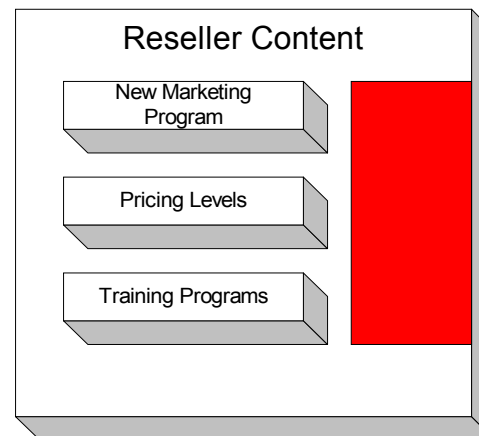 Reseller Content
New Marketing
Program
Pricing Levels
Training Programs